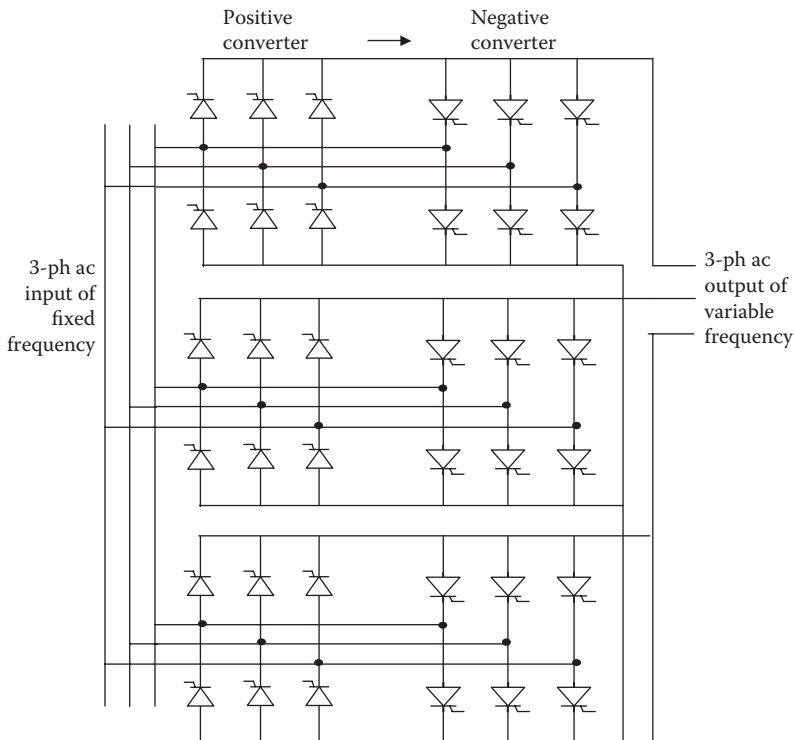 Positive
converter
Negative
converter
3-ph ac
input of
fixed
frequency
3-ph ac
output of
variable
frequency